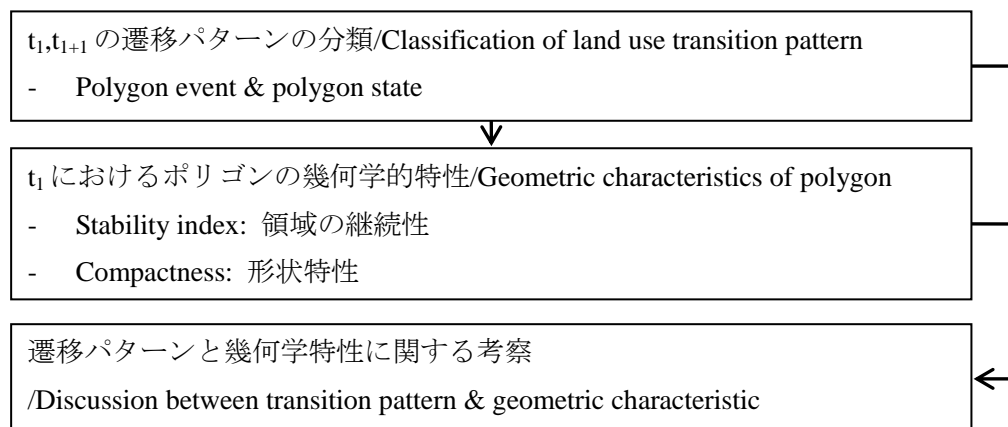 t₁,t₁₊₁ の遷移パターンの分類/Classification of land use transition pattern
- Polygon event & polygon state
t₁ におけるポリゴンの幾何学的特性/Geometric characteristics of polygon
- Stability index: 領域の継続性
- Compactness: 形状特性
遷移パターンと幾何学特性に関する考察
/Discussion between transition pattern & geometric characteristic